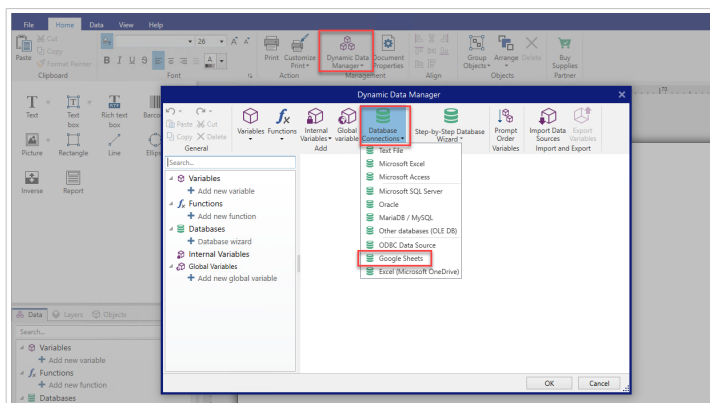 File Home Data View Help
Cut
Copy
Format Painter
Paste
26
A A
B I U S
A
Print
Customize Print
Dynamic Data Manager
Document Properties
Group Objects
Arrange
Delete
Buy Supplies
Clipboard
Font
Action
Management
Align
Objects
Partner
Text
Text box
Rich text box
Picture
Rectangle
Line
Inverse
Report
Data Layers Objects
Search...
Variables
Add new variable
Functions
Add new function
Databases
Dynamic Data Manager
Paste Cut
Copy Delete
Variables
Functions
Internal Variables
Global variable
Database Connections
Step-by-Step Database Wizard
Prompt Order
Import Data Sources
Export Variables
General
Add
Variables
Import and Export
Search...
Variables
Add new variable
Functions
Add new function
Databases
Database wizard
Internal Variables
Global Variables
Add new global variable
Text File
Microsoft Excel
Microsoft Access
Microsoft SQL Server
Oracle
MariaDB / MySQL
Other databases (OLE DB)
ODBC Data Source
Google Sheets
Excel (Microsoft OneDrive)
OK
Cancel